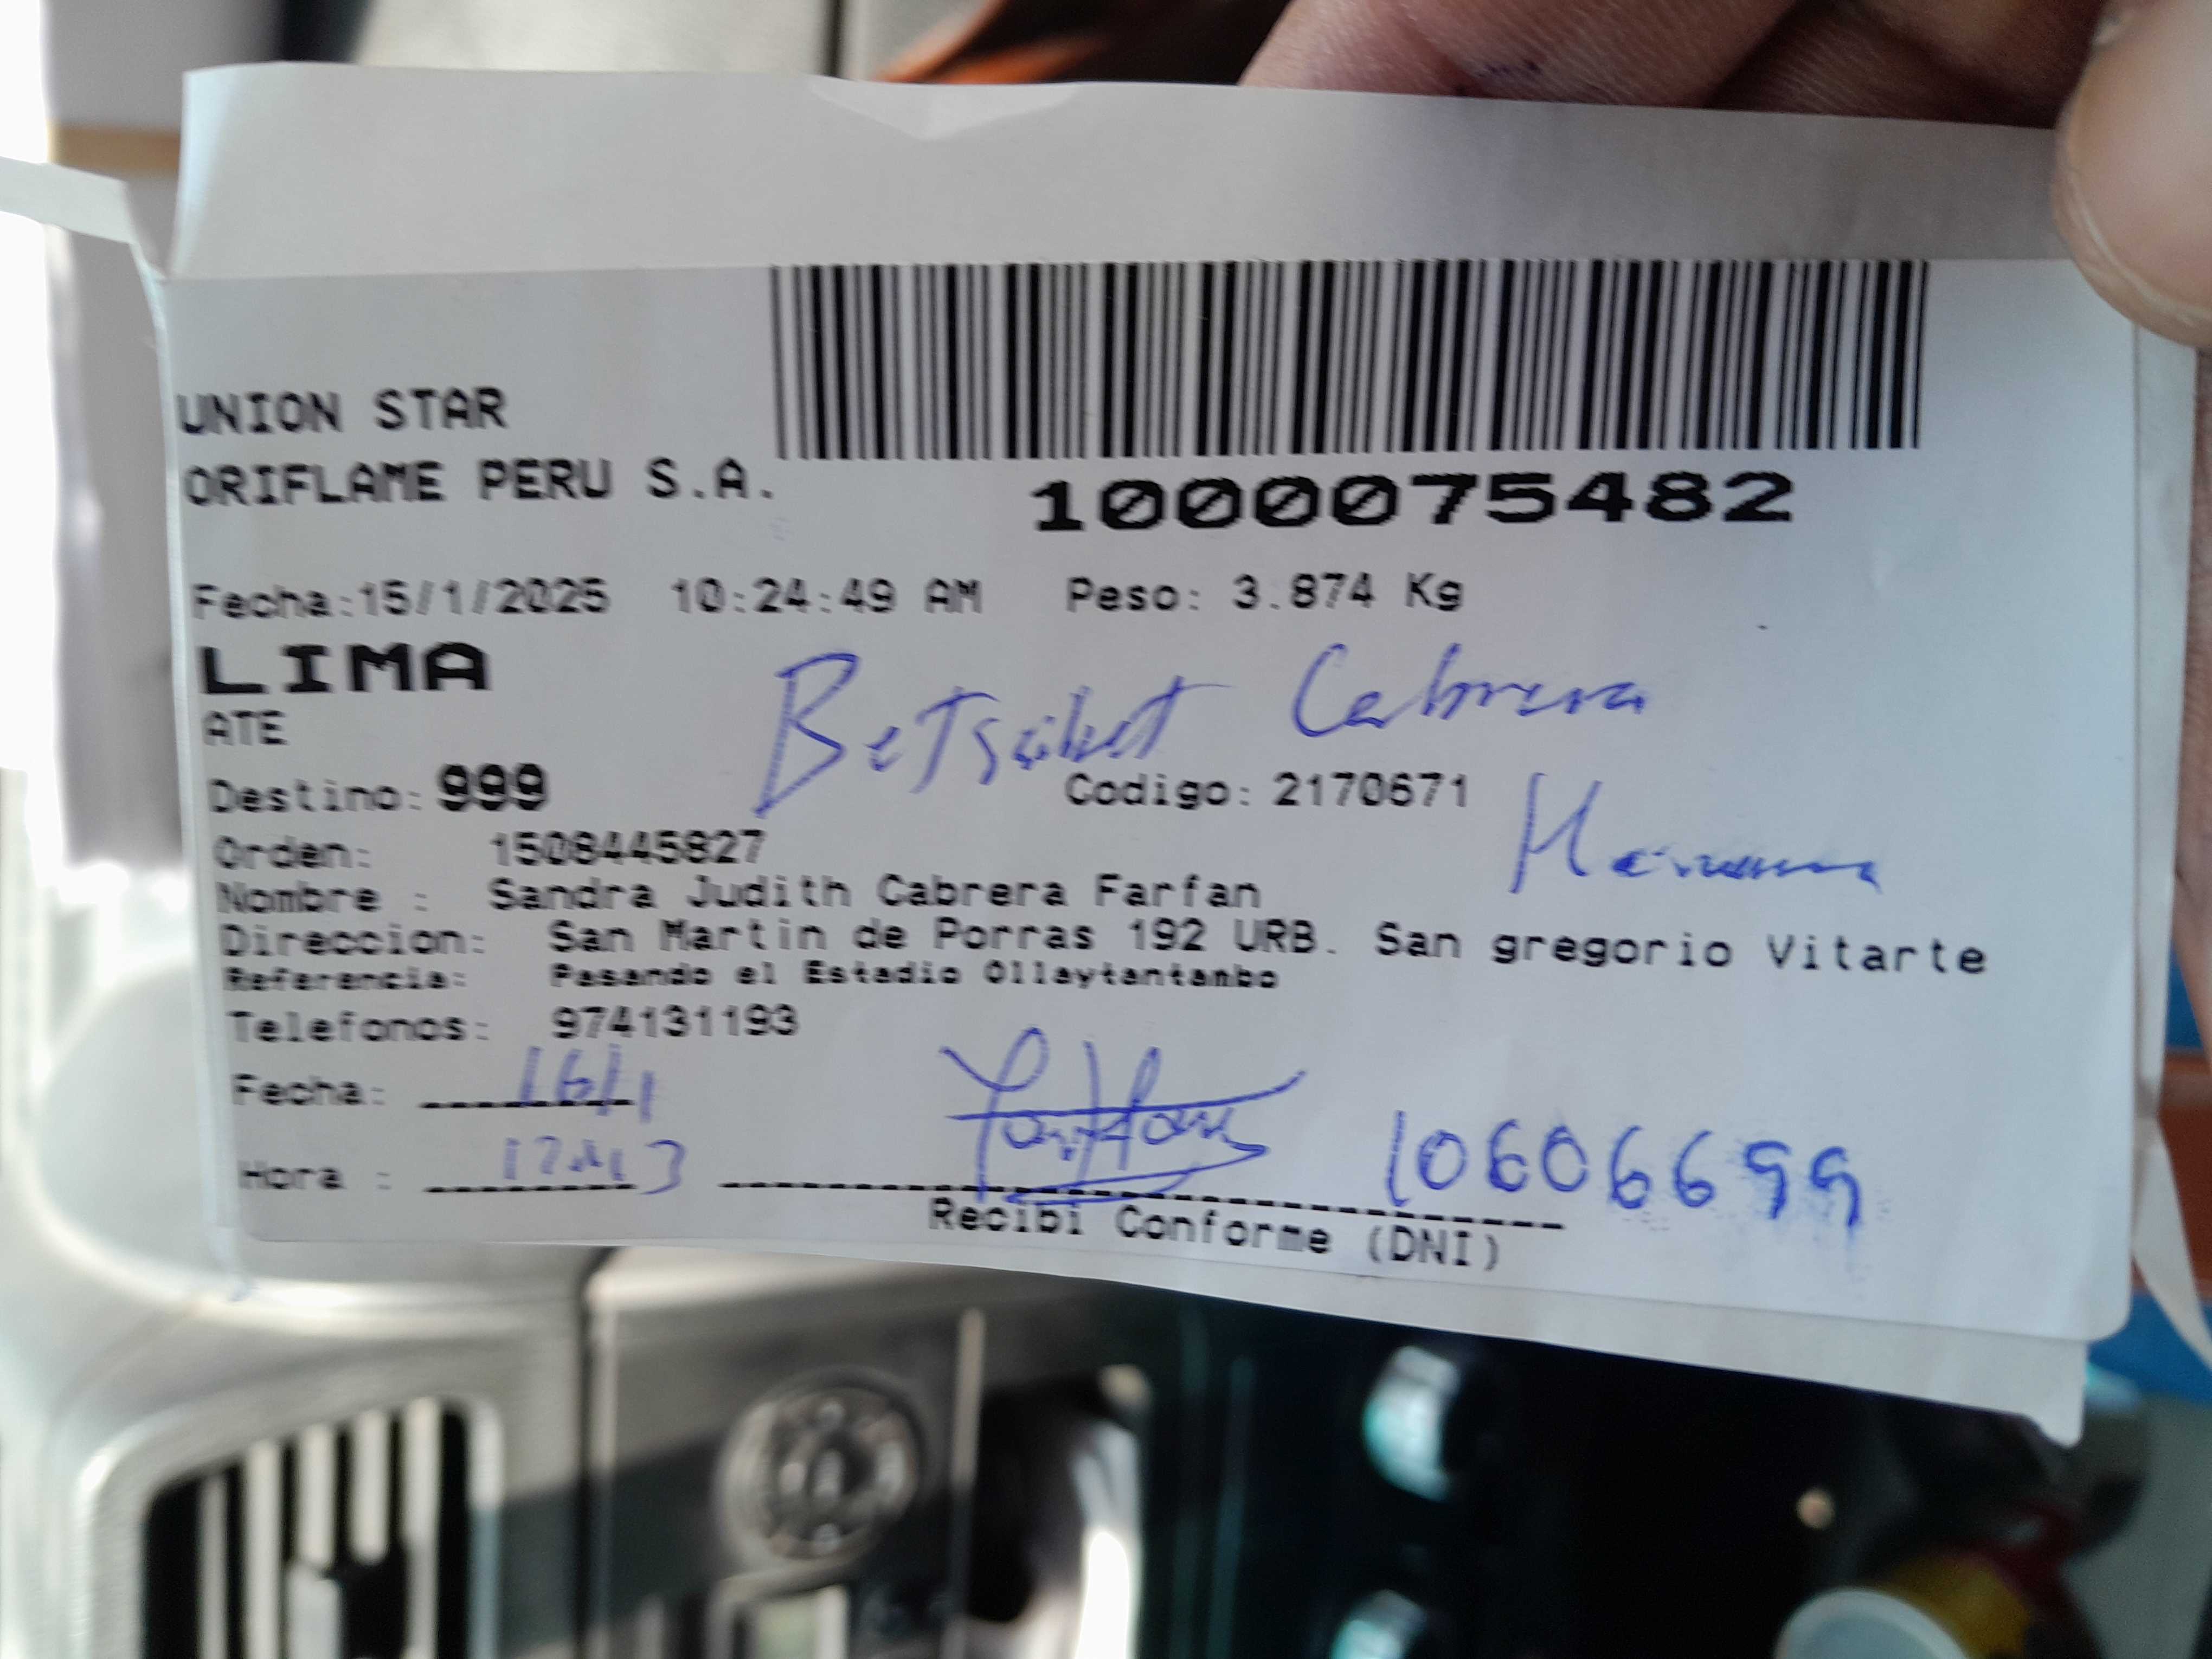 UNION STAR
ORIFLAME PERU S.A.
1000075482
Fecha:15/1/2025 10:24:49 AM Peso: 3.874 Kg
LIMA
ATE
Betsabet Cabrera
Destino: 999 Codigo: 2170671
Hermana
Orden: 1508445827
Nombre : Sandra Judith Cabrera Farfan
Direccion: San Martin de Porras 192 URB. San gregorio Vitarte
Referencia: Pasando el Estadio Ollaytantambo
Telefonos: 974131193
Fecha: 16/1
Hora : 10606699
Recibi Conforme (DNI)